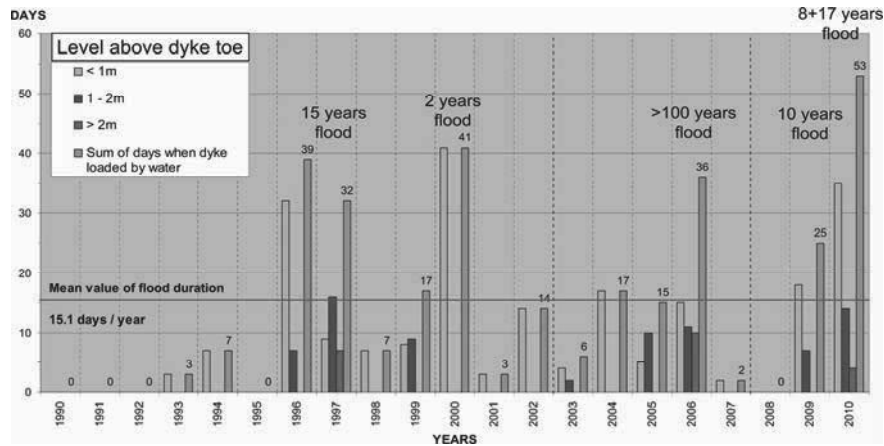 DAYS
8+17 years
flood
60
Level above dyke toe
< 1m
1 - 2m
> 2m
Sum of days when dyke
loaded by water
53
50
15 years
flood
2 years
flood
>100 years
flood
10 years
flood
40
39
41
36
32
30
25
20
17
17
15
14
Mean value of flood duration
15.1 days / year
10
7
7
6
3
3
2
0
0
0
0
0
0
1990
1991
1992
1993
1994
1995
1996
1997
1998
1999
2000
2001
2002
2003
2004
2005
2006
2007
2008
2009
2010
YEARS